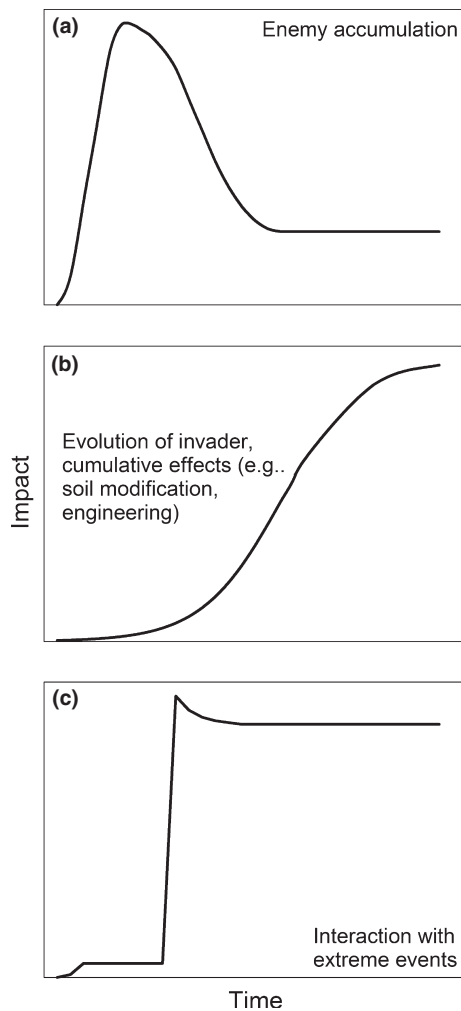 (a)
Enemy accumulation
(b)
Evolution of invader,
cumulative effects (e.g..
soil modification,
engineering)
Impact
(c)
Interaction with
extreme events
Time